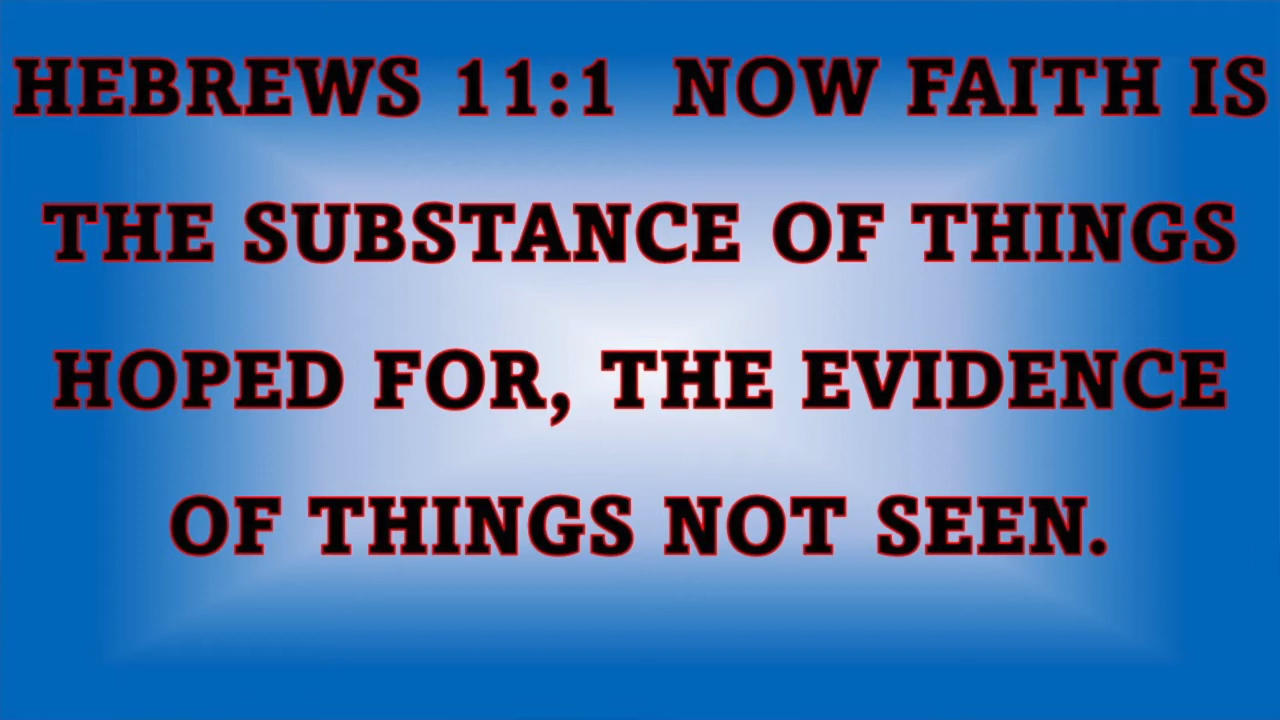 HEBREWS 11:1  NOW FAITH IS
THE SUBSTANCE OF THINGS
HOPED FOR, THE EVIDENCE
OF THINGS NOT SEEN.